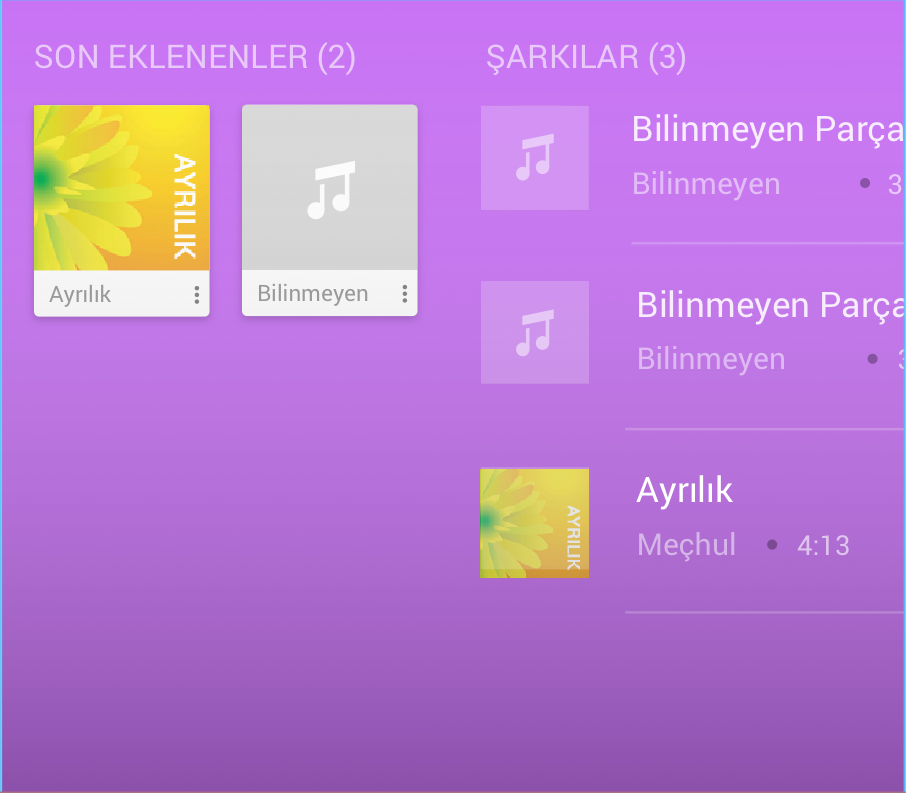 SON EKLENENLER (2)
AYRILIK
Ayrılık
Bilinmeyen
ŞARKILAR (3)
Bilinmeyen Parça
Bilinmeyen • 3
Bilinmeyen Parça
Bilinmeyen •
AYRILIK
Ayrılık
Meçhul • 4:13